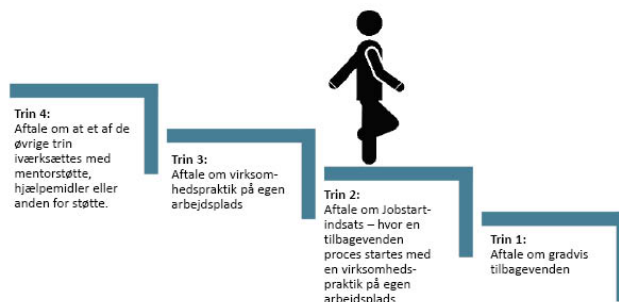 Trin 4:
Aftale om at et af de
øvrige trin
iværksættes med
mentorstøtte,
hjælpemidler eller
anden for støtte.
Trin 3:
Aftale om virksom-
hedspraktik på egen
arbejdsplads
Trin 2:
Aftale om Jobstart-
indsats – hvor en
tilbagevenden
proces startes med
en virksomheds-
praktik på egen
arbejdsplads
Trin 1:
Aftale om gradvis
tilbagevenden